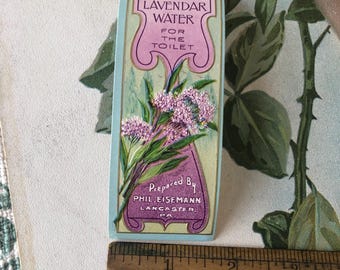 LAVENDAR
WATER
FOR
THE
TOILET
Prepared By
PHIL. EISEMANN
LANCASTER,
PA.